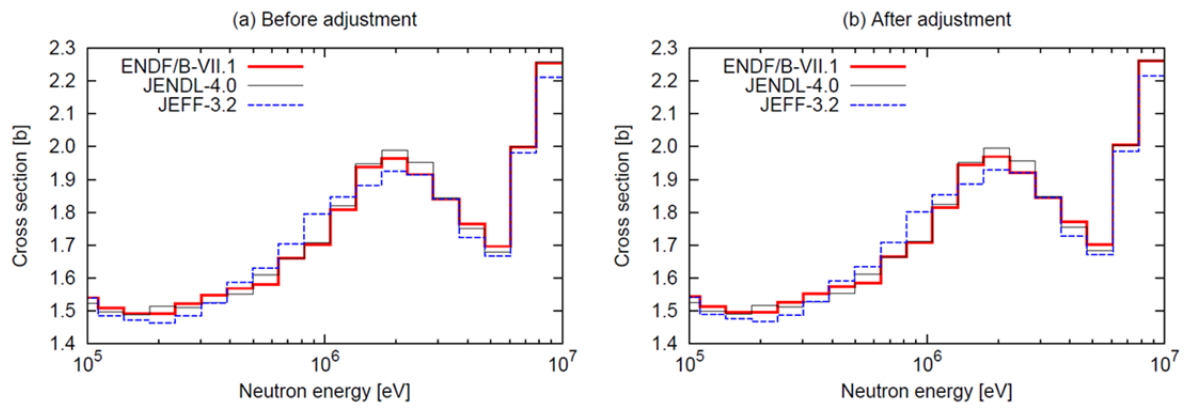 (a) Before adjustment
2.3
2.2
2.1
2.0
1.9
1.8
1.7
1.6
1.5
1.4
Cross section [b]
ENDF/B-VII.1
JENDL-4.0
JEFF-3.2
10^5
10^6
10^7
Neutron energy [eV]
(b) After adjustment
2.3
2.2
2.1
2.0
1.9
1.8
1.7
1.6
1.5
1.4
Cross section [b]
ENDF/B-VII.1
JENDL-4.0
JEFF-3.2
10^5
10^6
10^7
Neutron energy [eV]